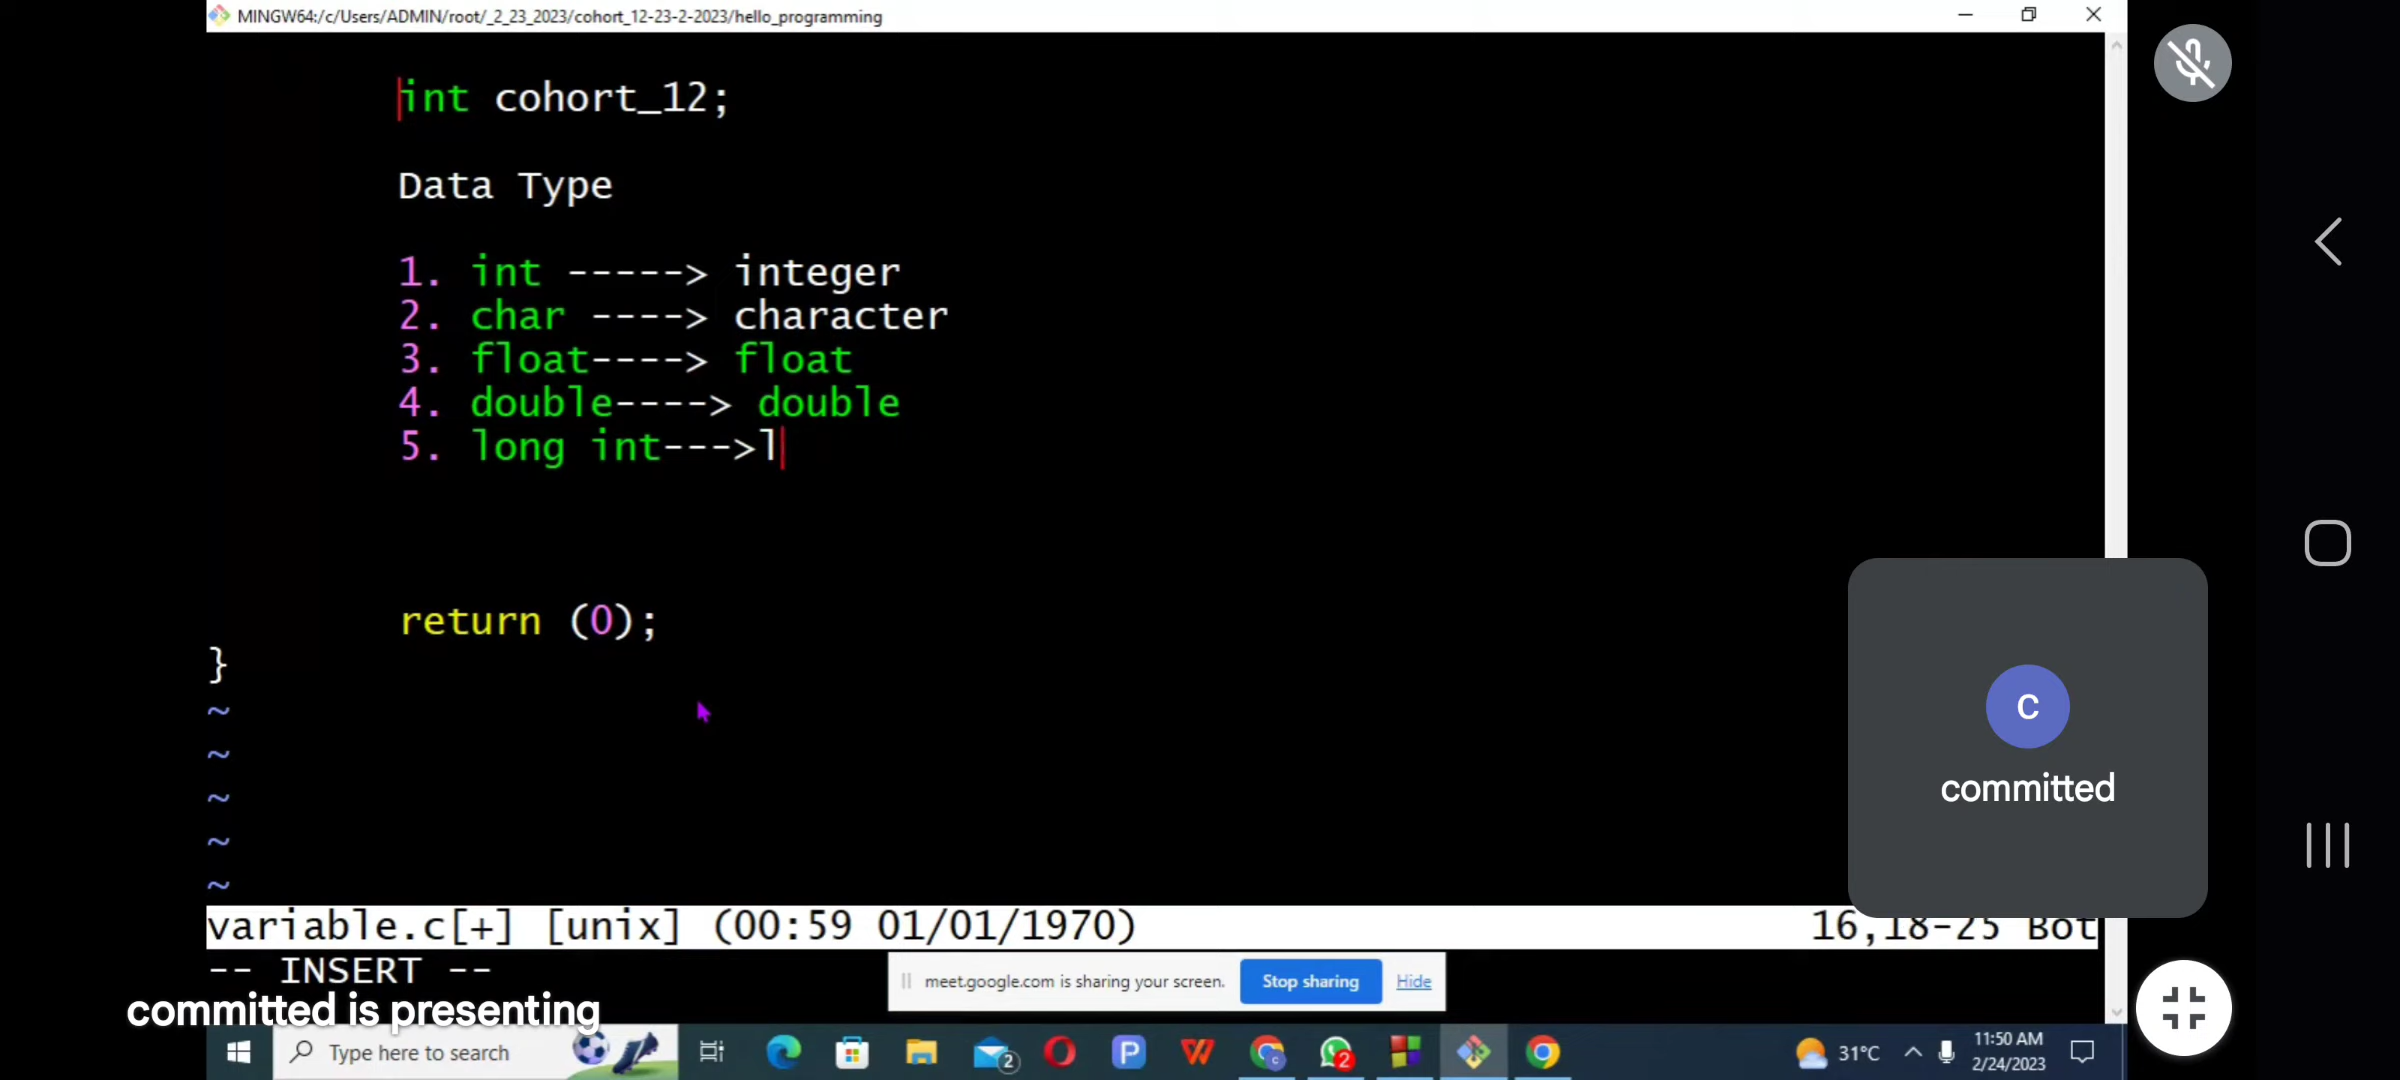 MINGW64:/c/Users/ADMIN/root/_2_23_2023/cohort_12-23-2-2023/hello_programming
int cohort_12;
Data Type
1. int -----> integer
2. char ----> character
3. float----> float
4. double----> double
5. long int--->l
return (0);
}
~
~
~
~
~
C
committed
variable.c[+] [unix] (00:59 01/01/1970) 16,18-25 Bot
-- INSERT --
meet.google.com is sharing your screen. Stop sharing Hide
committed is presenting
Type here to search
2
2
31°C
11:50 AM
2/24/2023